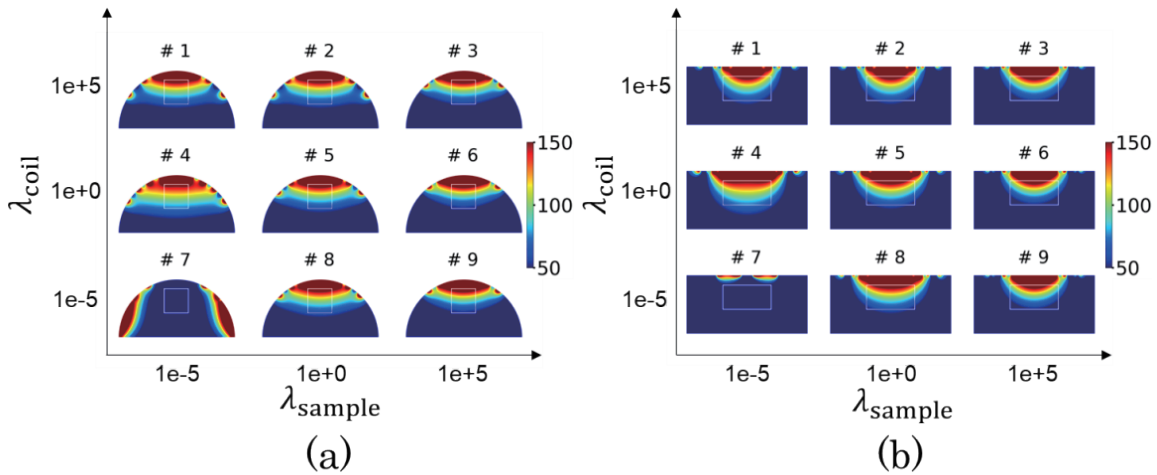 (a)
# 1 # 2 # 3
1e+5
# 4 # 5 # 6
150
1e+0
100
λcoil
# 7 # 8 # 9
50
1e-5
1e-5 1e+0 1e+5
λsample
(a)
(b)
# 1 # 2 # 3
1e+5
# 4 # 5 # 6
150
1e+0
100
λcoil
# 7 # 8 # 9
50
1e-5
1e-5 1e+0 1e+5
λsample
(b)